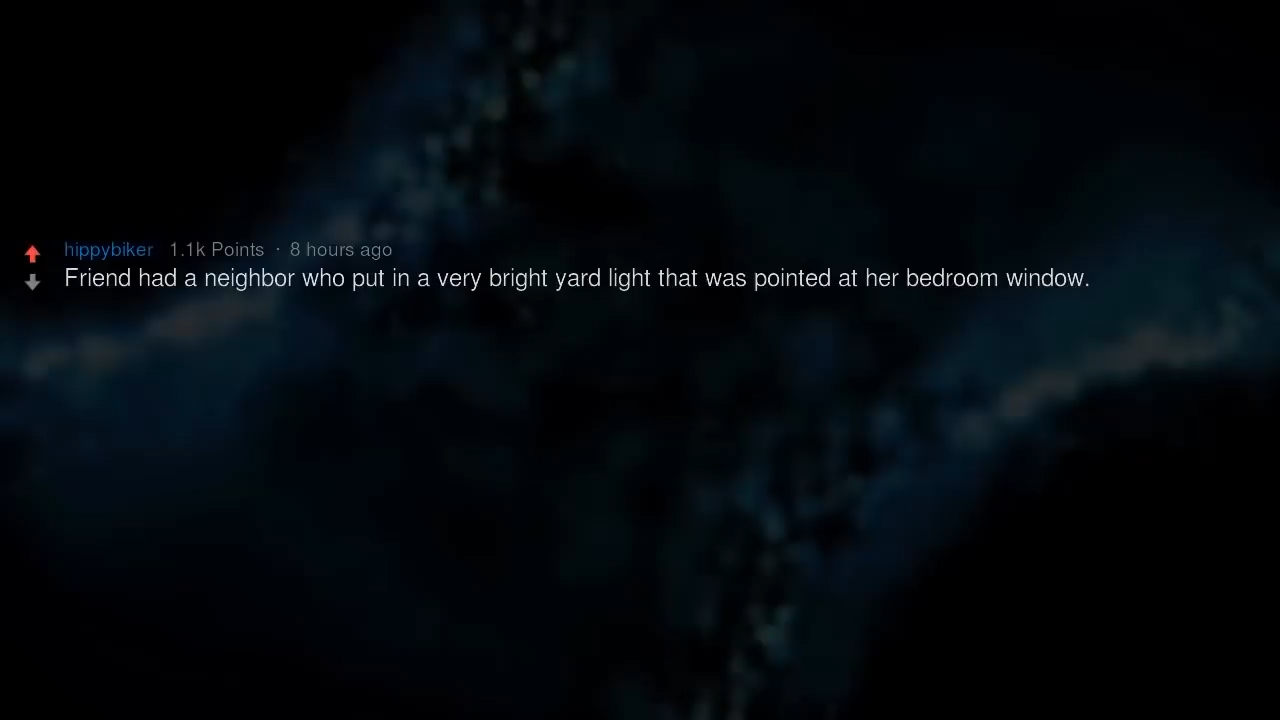 hippybiker 1.1k Points · 8 hours ago
Friend had a neighbor who put in a very bright yard light that was pointed at her bedroom window.